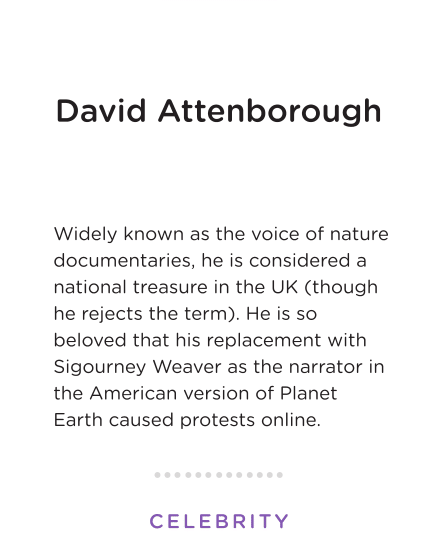 David Attenborough
Widely known as the voice of nature
documentaries, he is considered a
national treasure in the UK (though
he rejects the term). He is so
beloved that his replacement with
Sigourney Weaver as the narrator in
the American version of Planet
Earth caused protests online.
CELEBRITY